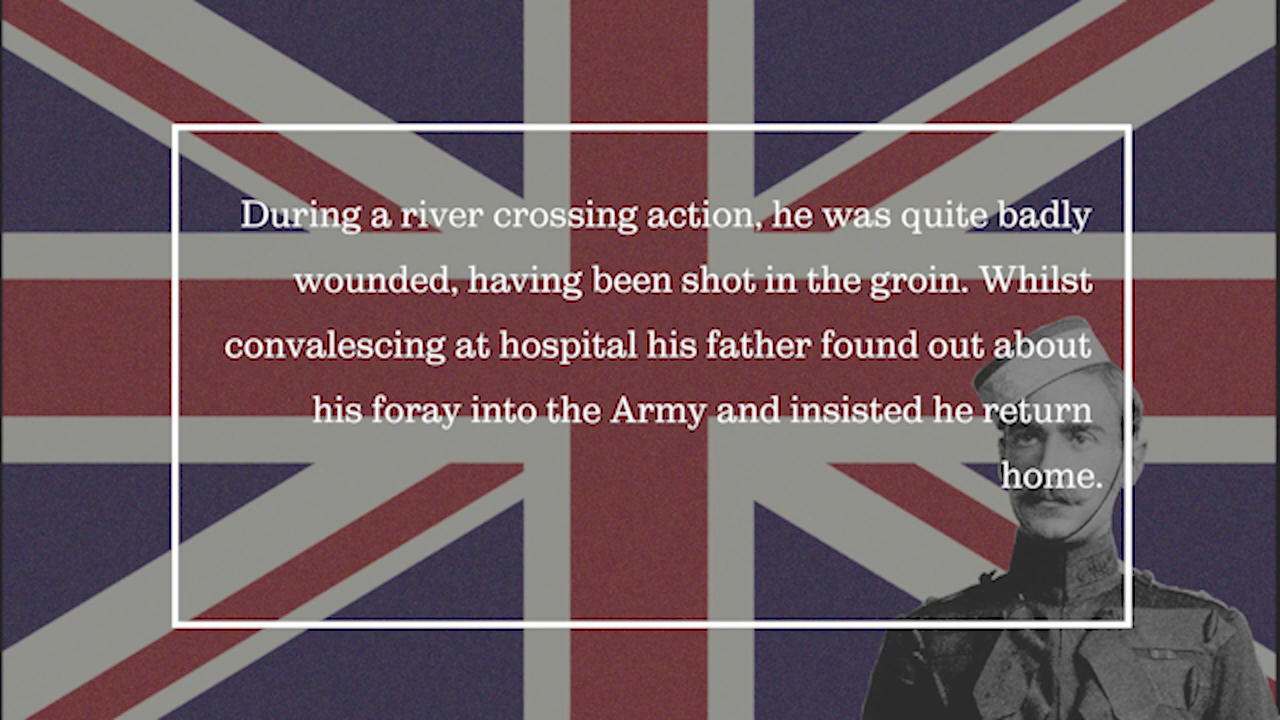 During a river crossing action, he was quite badly
wounded, having been shot in the groin. Whilst
convalescing at hospital his father found out about
his foray into the Army and insisted he return
home.